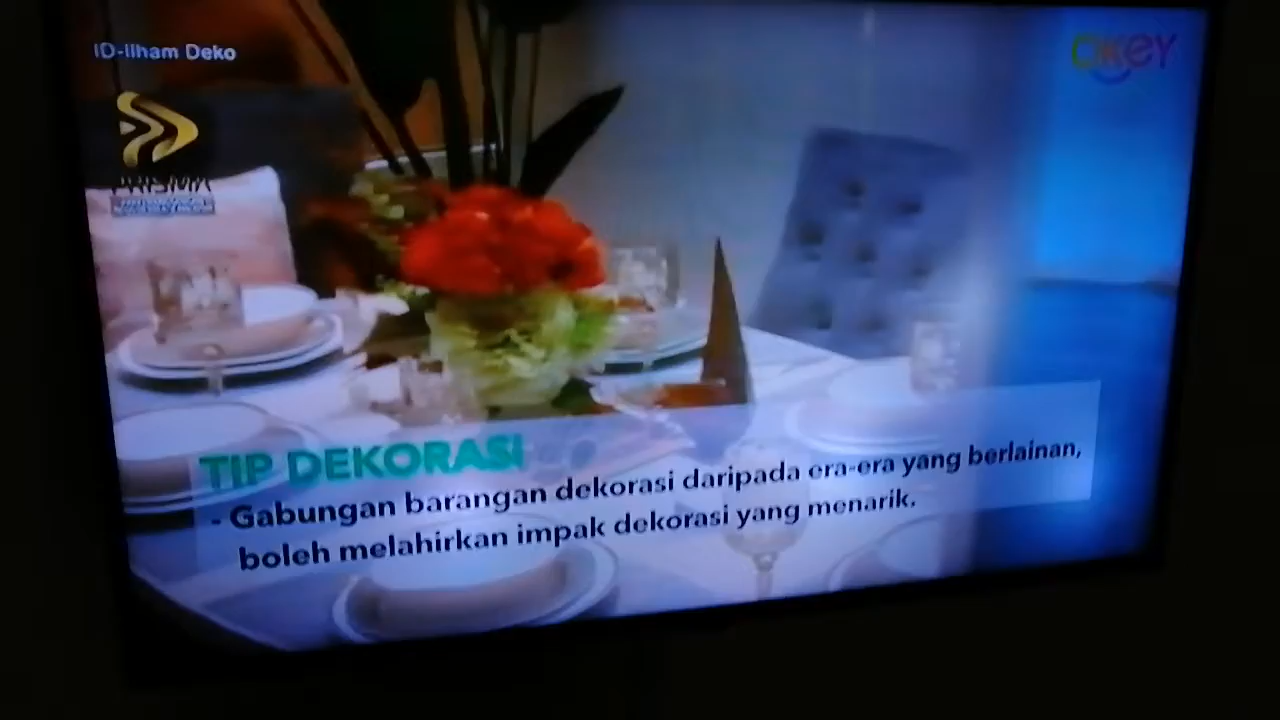 ID-Ilham Deko
OKEY
PRISMA
TIP DEKORASI
- Gabungan barangan dekorasi daripada era-era yang berlainan,
boleh melahirkan impak dekorasi yang menarik.